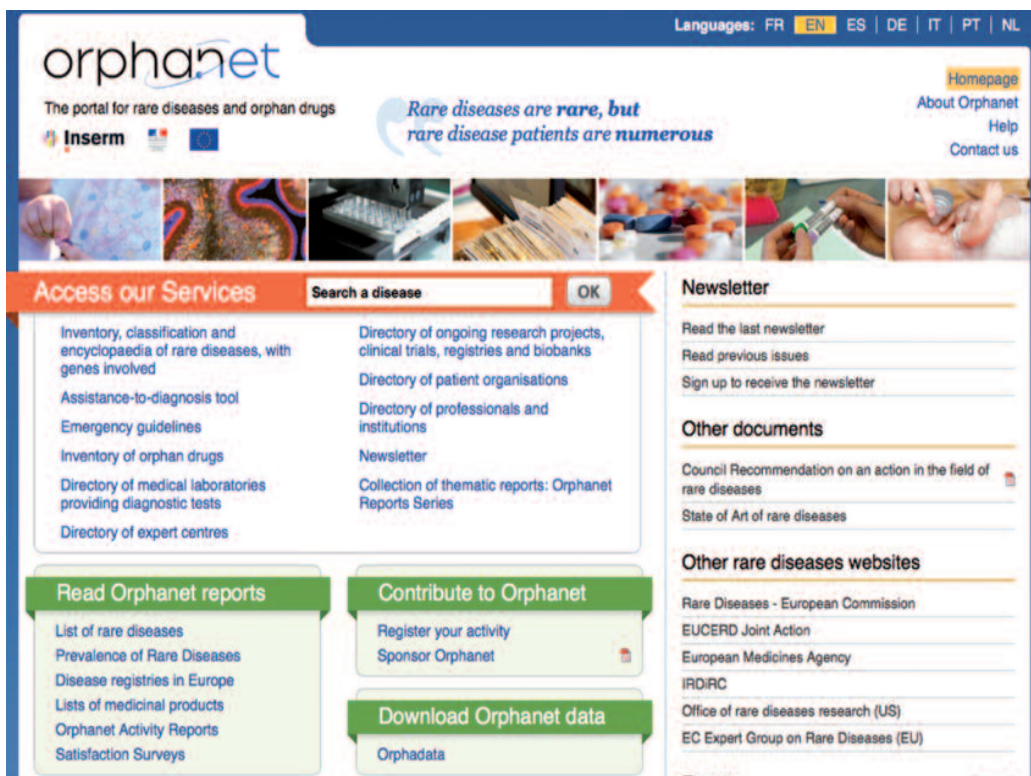 Languages: FR | EN | ES | DE | IT | PT | NL
orphanet
The portal for rare diseases and orphan drugs
Inserm
Rare diseases are rare, but
rare disease patients are numerous
Homepage
About Orphanet
Help
Contact us
Access our Services
Search a disease
OK
Inventory, classification and
encyclopaedia of rare diseases, with
genes involved
Assistance-to-diagnosis tool
Emergency guidelines
Inventory of orphan drugs
Directory of medical laboratories
providing diagnostic tests
Directory of expert centres
Directory of ongoing research projects,
clinical trials, registries and biobanks
Directory of patient organisations
Directory of professionals and
institutions
Newsletter
Collection of thematic reports: Orphanet
Reports Series
Read Orphanet reports
List of rare diseases
Prevalence of Rare Diseases
Disease registries in Europe
Lists of medicinal products
Orphanet Activity Reports
Satisfaction Surveys
Contribute to Orphanet
Register your activity
Sponsor Orphanet
Download Orphanet data
Orphadata
Newsletter
Read the last newsletter
Read previous issues
Sign up to receive the newsletter
Other documents
Council Recommendation on an action in the field of
rare diseases
State of Art of rare diseases
Other rare diseases websites
Rare Diseases - European Commission
EUCERD Joint Action
European Medicines Agency
IRDiRC
Office of rare diseases research (US)
EC Expert Group on Rare Diseases (EU)